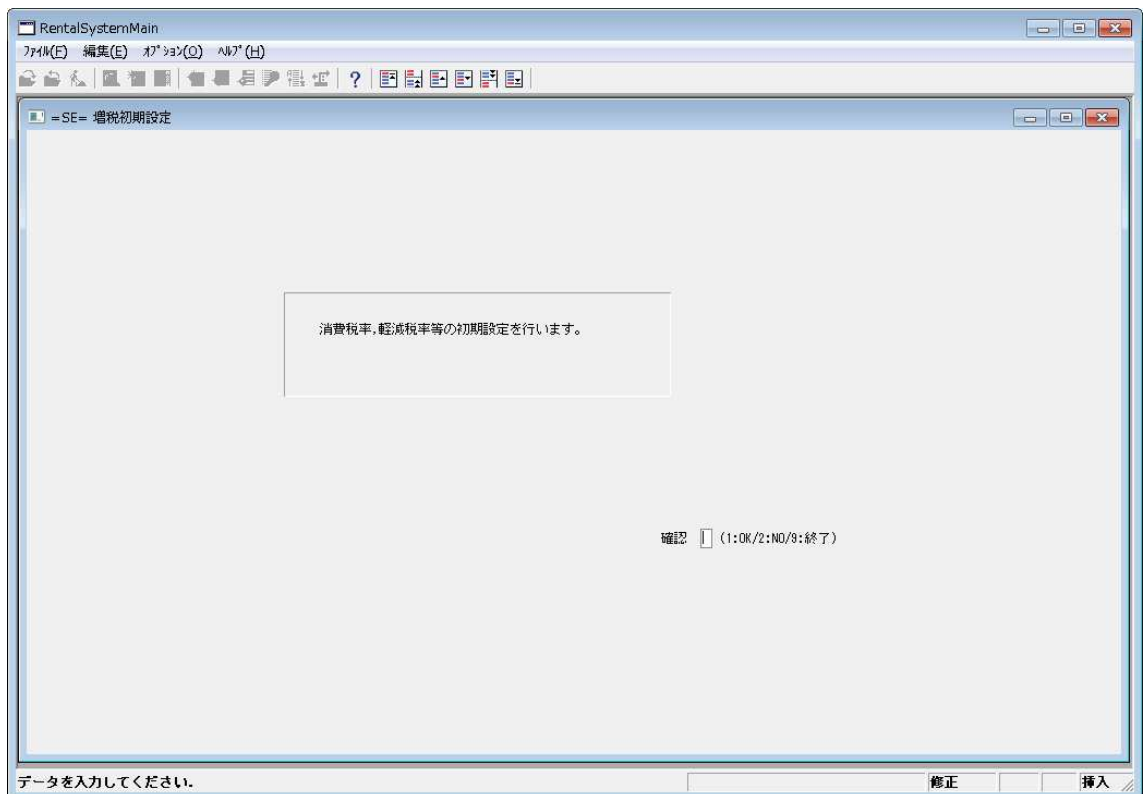 RentalSystemMain
ﾌｧｲﾙ(F) 編集(E) ｵﾌﾟｼｮﾝ(O) ﾍﾙﾌﾟ(H)
?
=SE= 増税初期設定
消費税率,軽減税率等の初期設定を行います。
確認 (1:OK/2:NO/9:終了)
データを入力してください. 修正 挿入